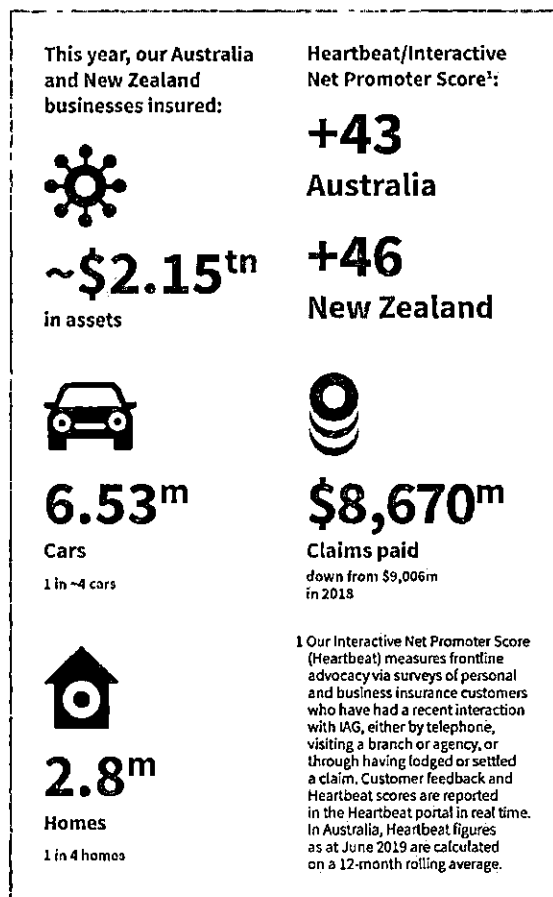 This year, our Australia
and New Zealand
businesses insured:
~$2.15tn
in assets
6.53m
Cars
1 in ~4 cars
2.8m
Homes
1 in 4 homes
Heartbeat/Interactive
Net Promoter Score¹:
+43
Australia
+46
New Zealand
$8,670m
Claims paid
down from $9,006m
in 2018
1 Our Interactive Net Promoter Score
(Heartbeat) measures frontline
advocacy via surveys of personal
and business insurance customers
who have had a recent interaction
with IAG, either by telephone,
visiting a branch or agency, or
through having lodged or settled
a claim. Customer feedback and
Heartbeat scores are reported
in the Heartbeat portal in real time.
In Australia, Heartbeat figures
as at June 2019 are calculated
on a 12-month rolling average.